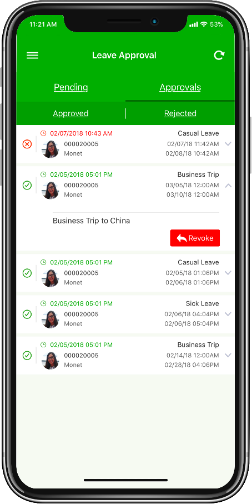 11:21 AM 53%
Leave Approval
Pending Approvals
Approved Rejected
02/07/2018 10:43 AM Casual Leave
000020005 02/07/18 11:42AM
Monet 02/08/18 10:42AM
02/05/2018 05:01 PM Business Trip
000020006 03/05/18 12:00AM
Monet 03/10/18 12:00AM
Business Trip to China
Revoke
02/05/2018 05:01 PM Casual Leave
000020005 02/05/18 01:06PM
Monet 02/06/18 01:06PM
02/05/2018 05:01 PM Sick Leave
000020006 02/06/18 04:04PM
Monet 02/06/18 05:04PM
02/05/2018 05:01 PM Business Trip
000020006 02/14/18 12:00AM
Monet 02/28/18 04:06PM